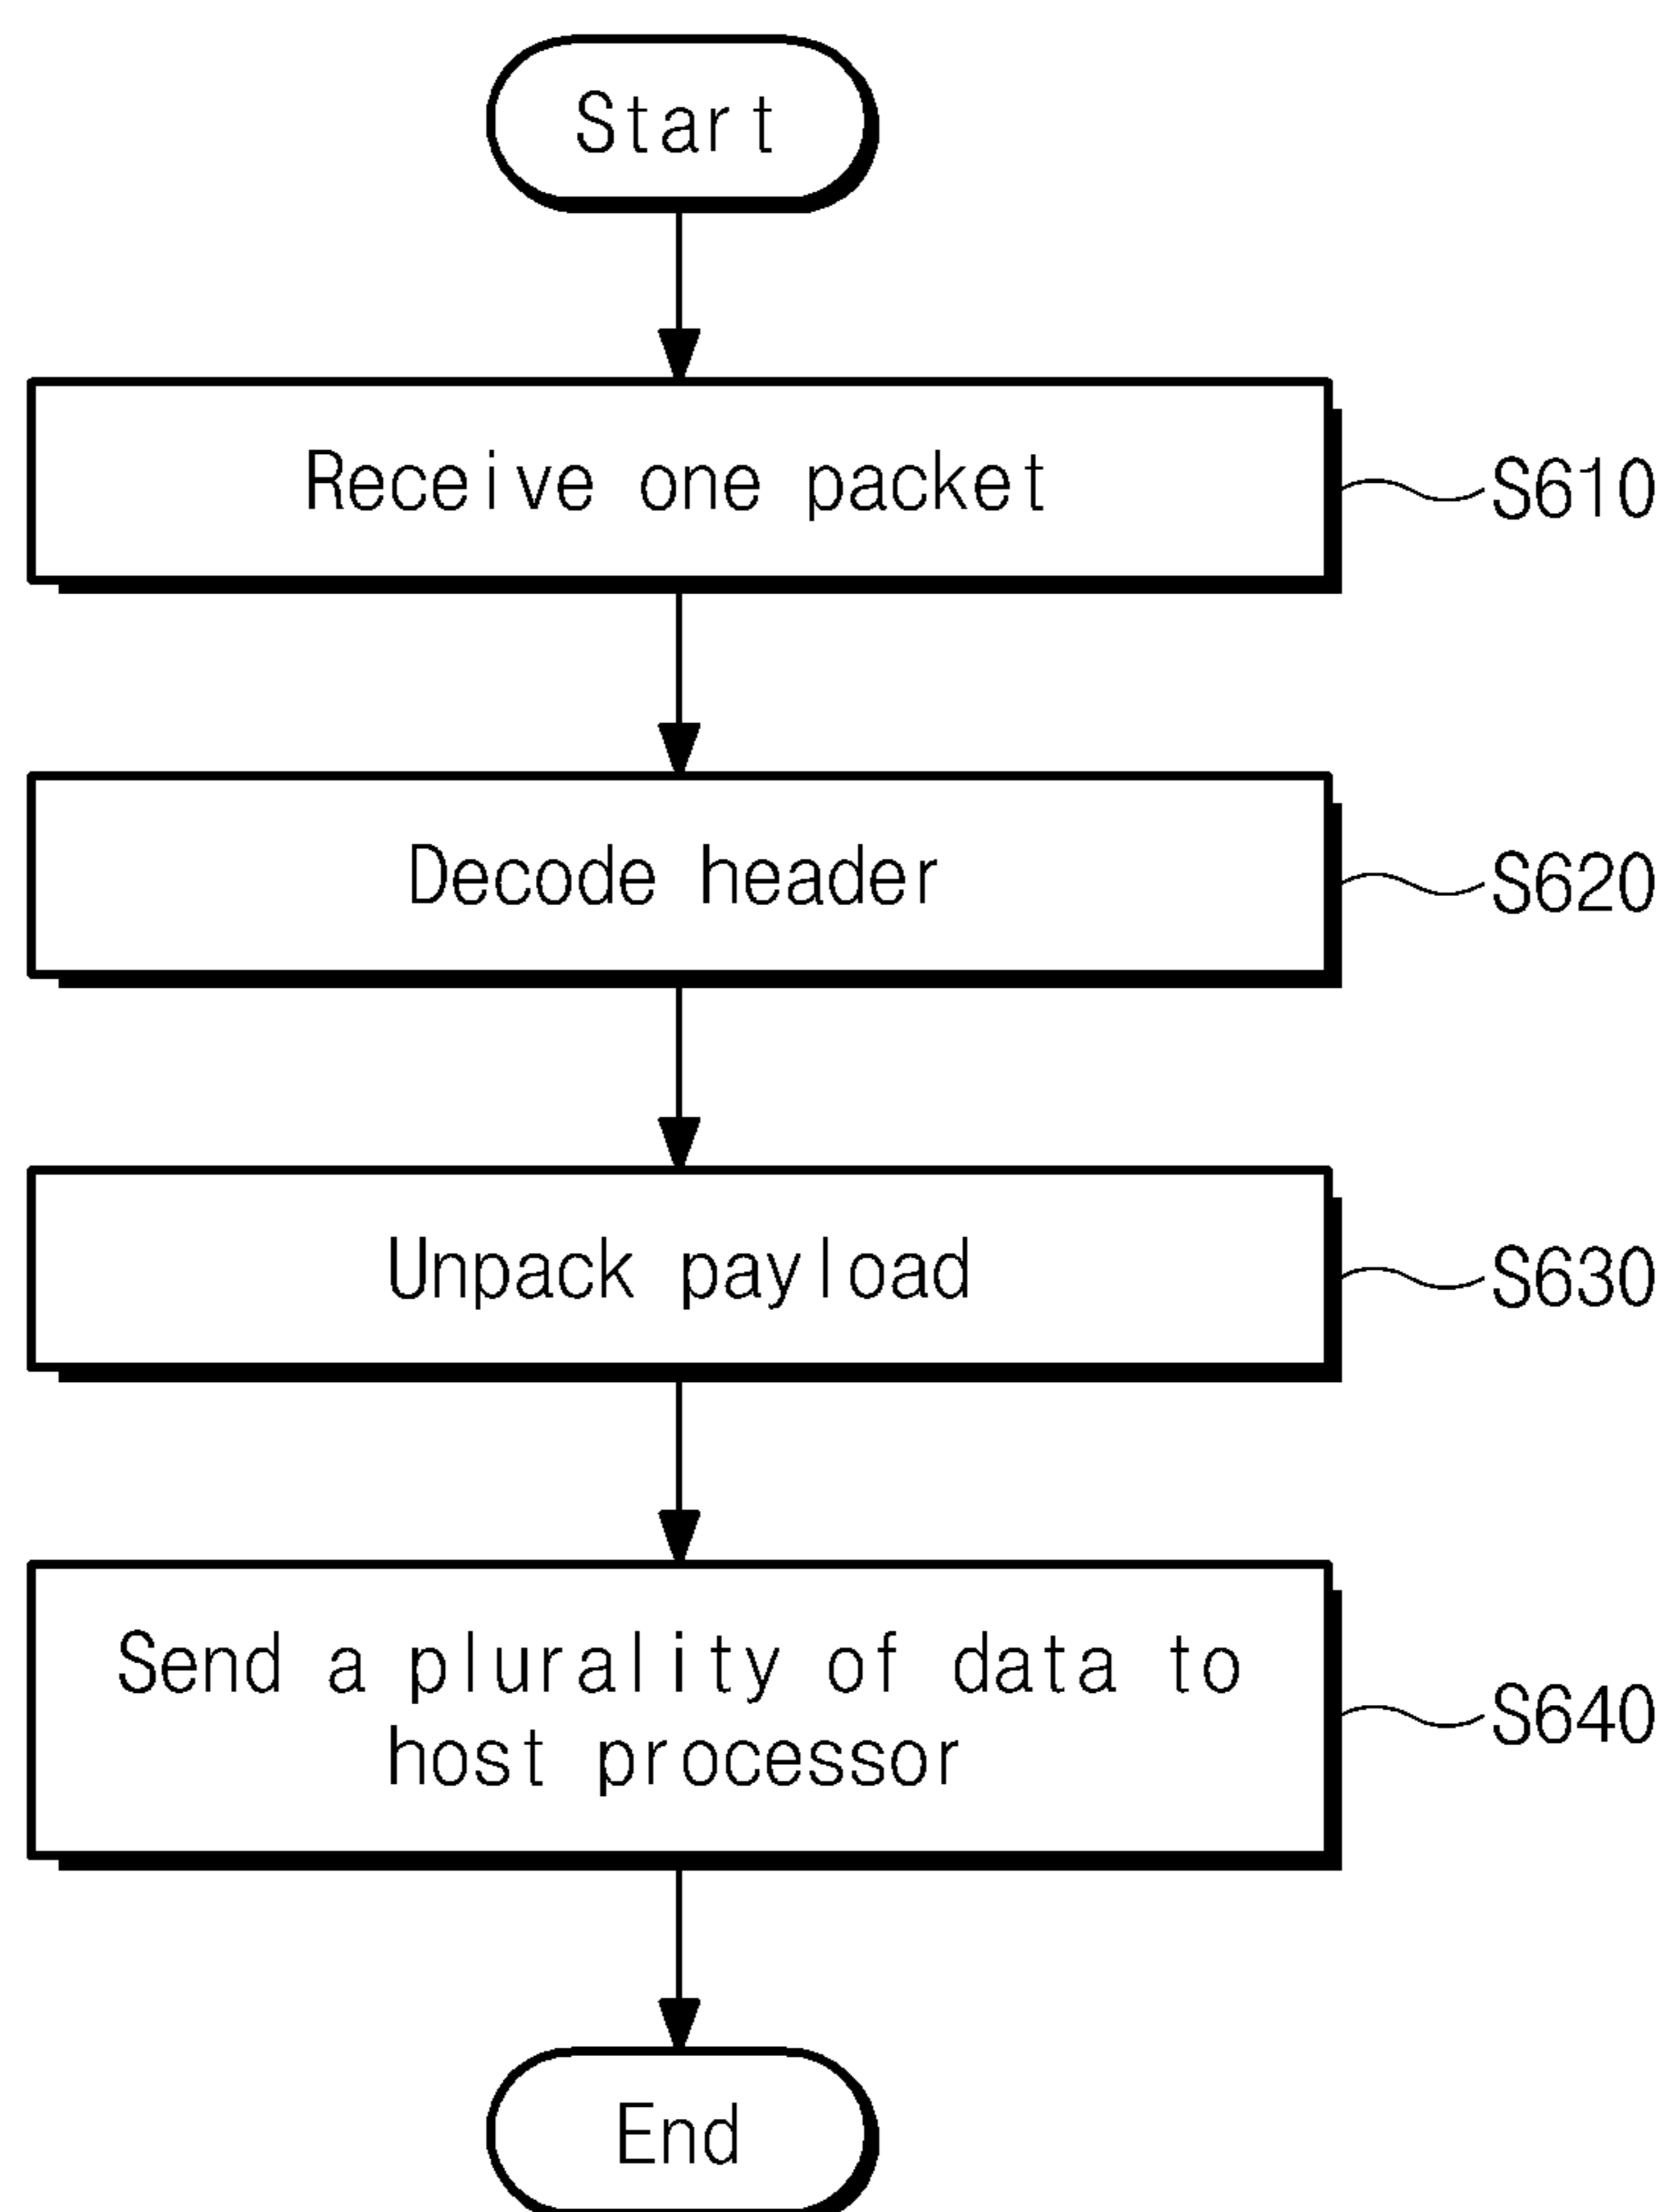 Start
Receive one packet
S610
Decode header
S620
Unpack payload
S630
Send a plurality of data to
host processor
S640
End